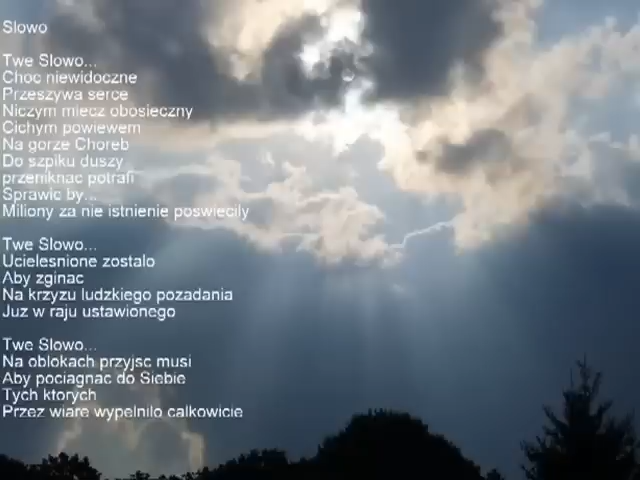 Slowo
Twe Slowo...
Choc niewidoczne
Przeszywa serce
Niczym miecz obosieczny
Cichym powiewem
Na gorze Choreb
Do szpiku duszy
przeniknac potrafi
Sprawic by...
Miliony za nie istnienie poswiecily
Twe Slowo...
Ucielesnione zostalo
Aby zginac
Na krzyzu ludzkiego pozadania
Juz w raju ustawionego
Twe Slowo...
Na oblokach przyjsc musi
Aby pociagnac do Siebie
Tych ktorych
Przez wiare wypelnilo calkowicie